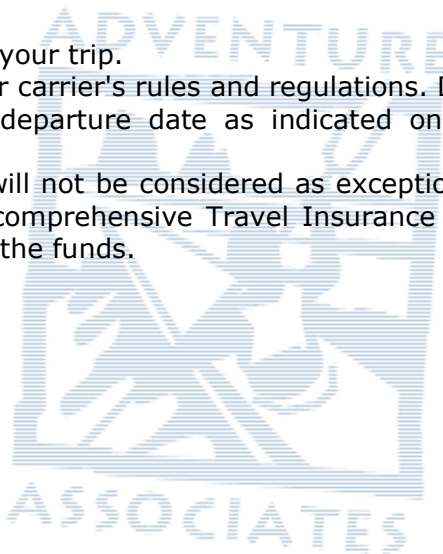 ADVENTURE
your trip.
r carrier's rules and regulations. D
departure date as indicated on
will not be considered as exceptio
comprehensive Travel Insurance
the funds.
ASSOCIATES